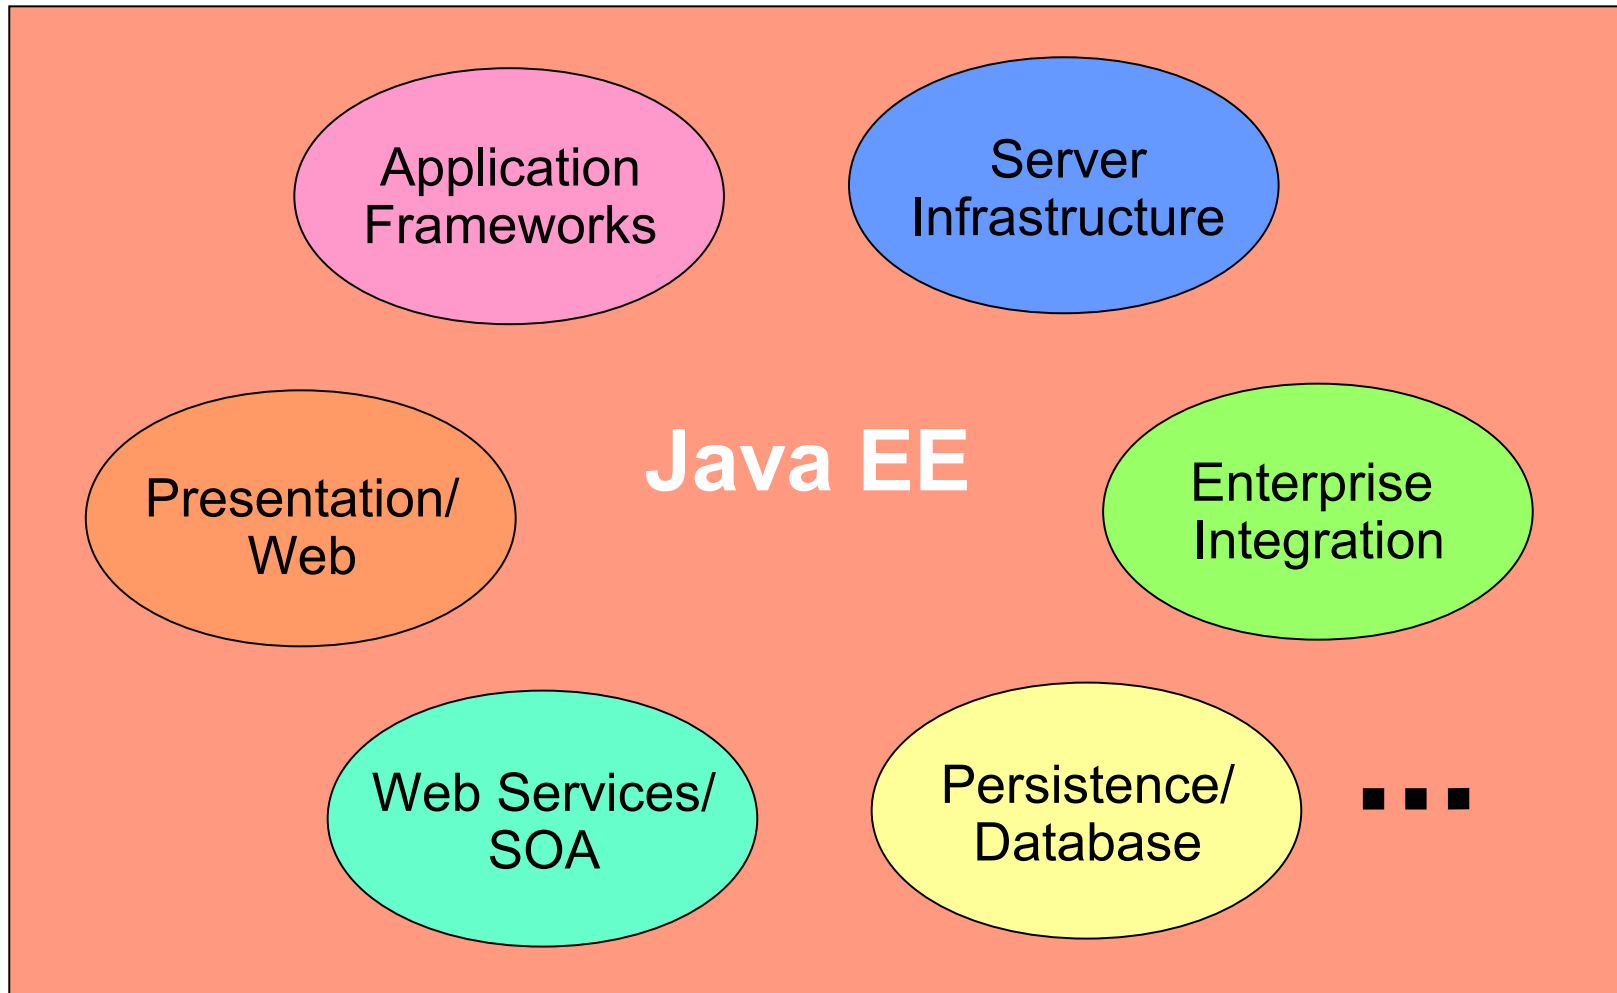 Application
Frameworks
Server
Infrastructure
Java EE
Presentation/
Web
Enterprise
Integration
Web Services/
SOA
Persistence/
Database
...